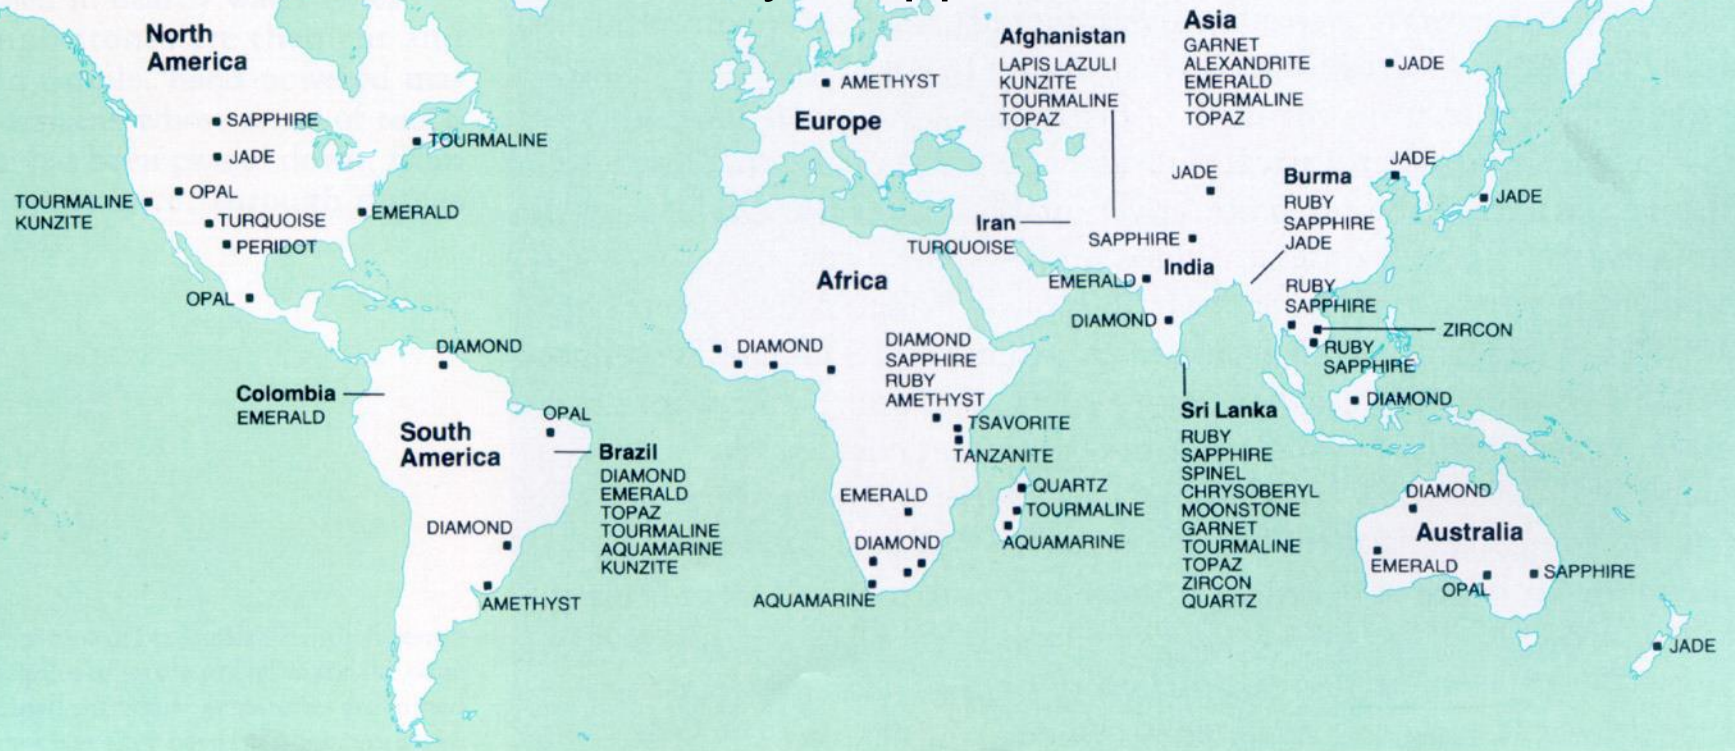 North
America
SAPPHIRE
JADE
OPAL
TOURMALINE
KUNZITE
TURQUOISE
PERIDOT
EMERALD
TOURMALINE
OPAL
DIAMOND
Colombia
EMERALD
South
America
OPAL
Brazil
DIAMOND
EMERALD
TOPAZ
TOURMALINE
AQUAMARINE
KUNZITE
DIAMOND
AMETHYST
AMETHYST
Europe
Africa
DIAMOND
DIAMOND
SAPPHIRE
RUBY
AMETHYST
TSAVORITE
TANZANITE
EMERALD
DIAMOND
AQUAMARINE
QUARTZ
TOURMALINE
AQUAMARINE
Afghanistan
LAPIS LAZULI
KUNZITE
TOURMALINE
TOPAZ
Iran
TURQUOISE
Asia
GARNET
ALEXANDRITE
EMERALD
TOURMALINE
TOPAZ
JADE
JADE
JADE
JADE
SAPPHIRE
India
EMERALD
DIAMOND
Burma
RUBY
SAPPHIRE
JADE
RUBY
SAPPHIRE
ZIRCON
RUBY
SAPPHIRE
DIAMOND
Sri Lanka
RUBY
SAPPHIRE
SPINEL
CHRYSOBERYL
MOONSTONE
GARNET
TOURMALINE
TOPAZ
ZIRCON
QUARTZ
DIAMOND
Australia
EMERALD
OPAL
SAPPHIRE
JADE